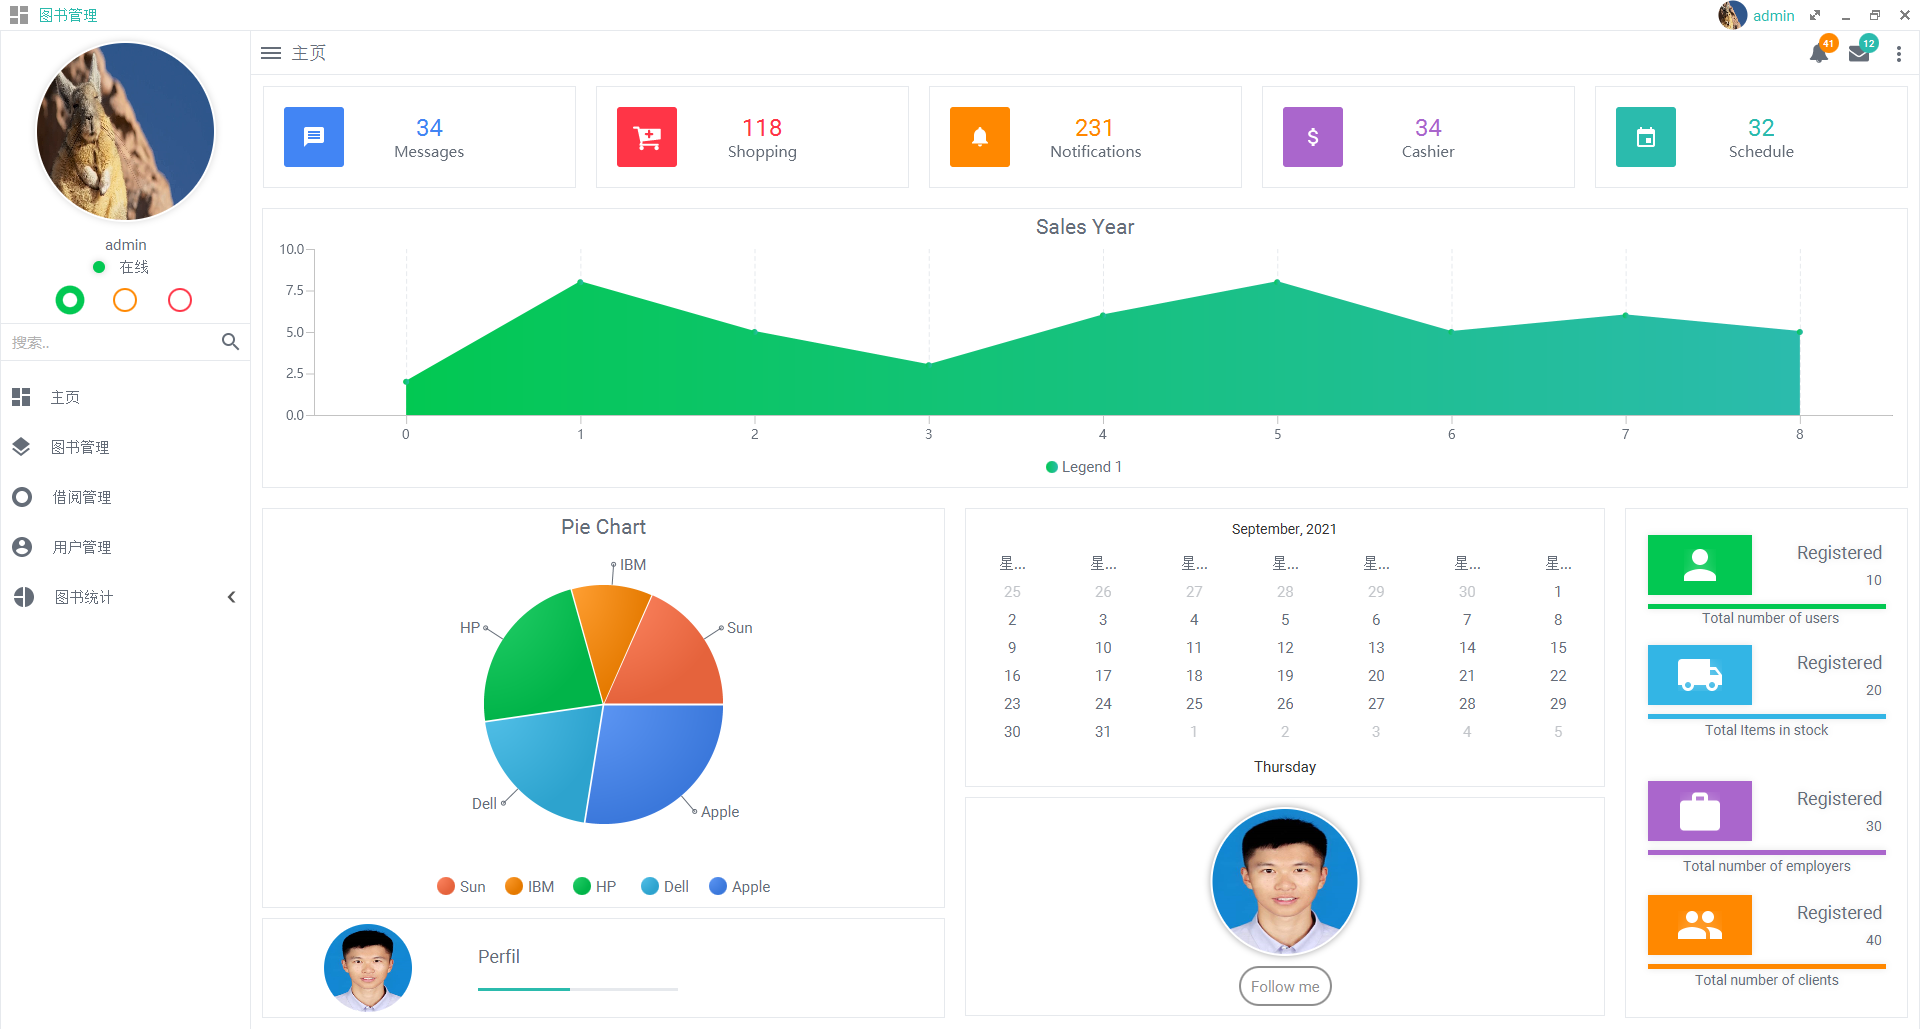 图书管理
admin
主页
41
12
admin
在线
搜索..
主页
图书管理
借阅管理
用户管理
图书统计
34
Messages
118
Shopping
231
Notifications
34
Cashier
32
Schedule
Sales Year
10.0
7.5
5.0
2.5
0.0
0 1 2 3 4 5 6 7 8
Legend 1
Pie Chart
IBM
HP
Sun
Dell
Apple
Sun IBM HP Dell Apple
Perfil
September, 2021
星... 星... 星... 星... 星... 星... 星...
25 26 27 28 29 30 1
2 3 4 5 6 7 8
9 10 11 12 13 14 15
16 17 18 19 20 21 22
23 24 25 26 27 28 29
30 31 1 2 3 4 5
Thursday
Follow me
Registered
10
Total number of users
Registered
20
Total Items in stock
Registered
30
Total number of employers
Registered
40
Total number of clients